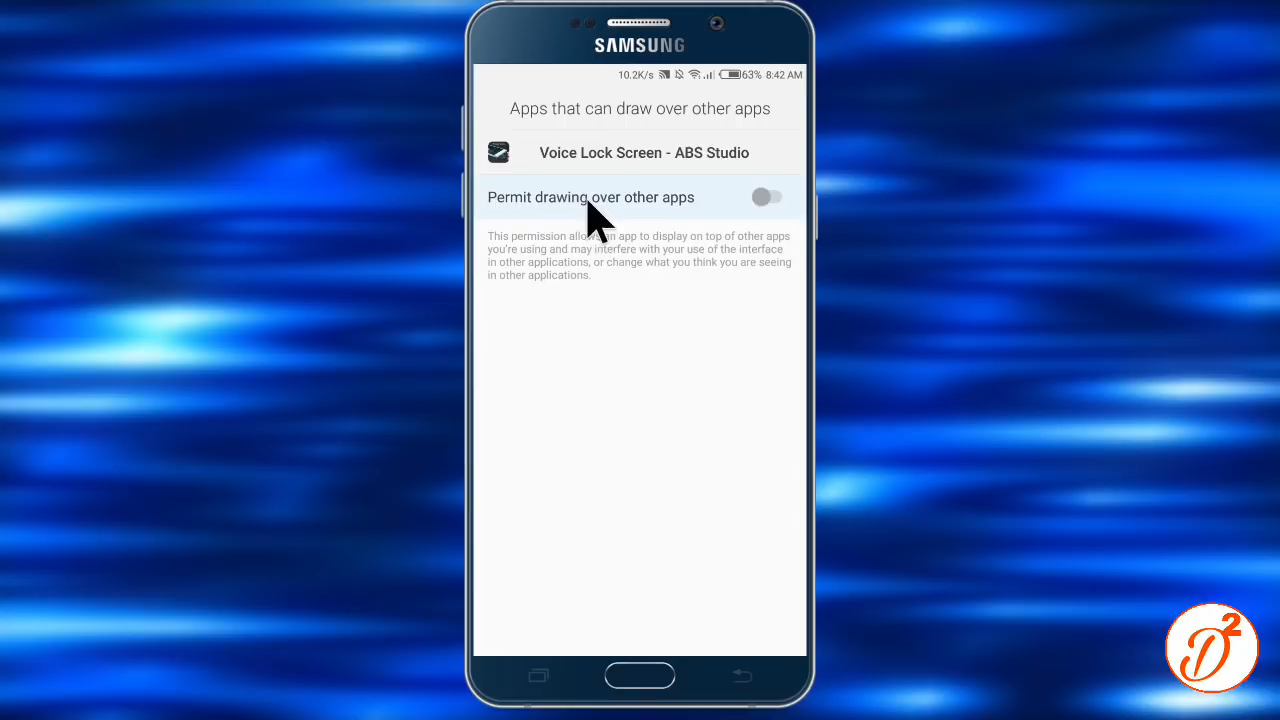 SAMSUNG
10.2K/s 63% 8:42 AM
Apps that can draw over other apps
Voice Lock Screen - ABS Studio
Permit drawing over other apps
This permission allows an app to display on top of other apps
you're using and may interfere with your use of the interface
in other applications, or change what you think you are seeing
in other applications.
D2